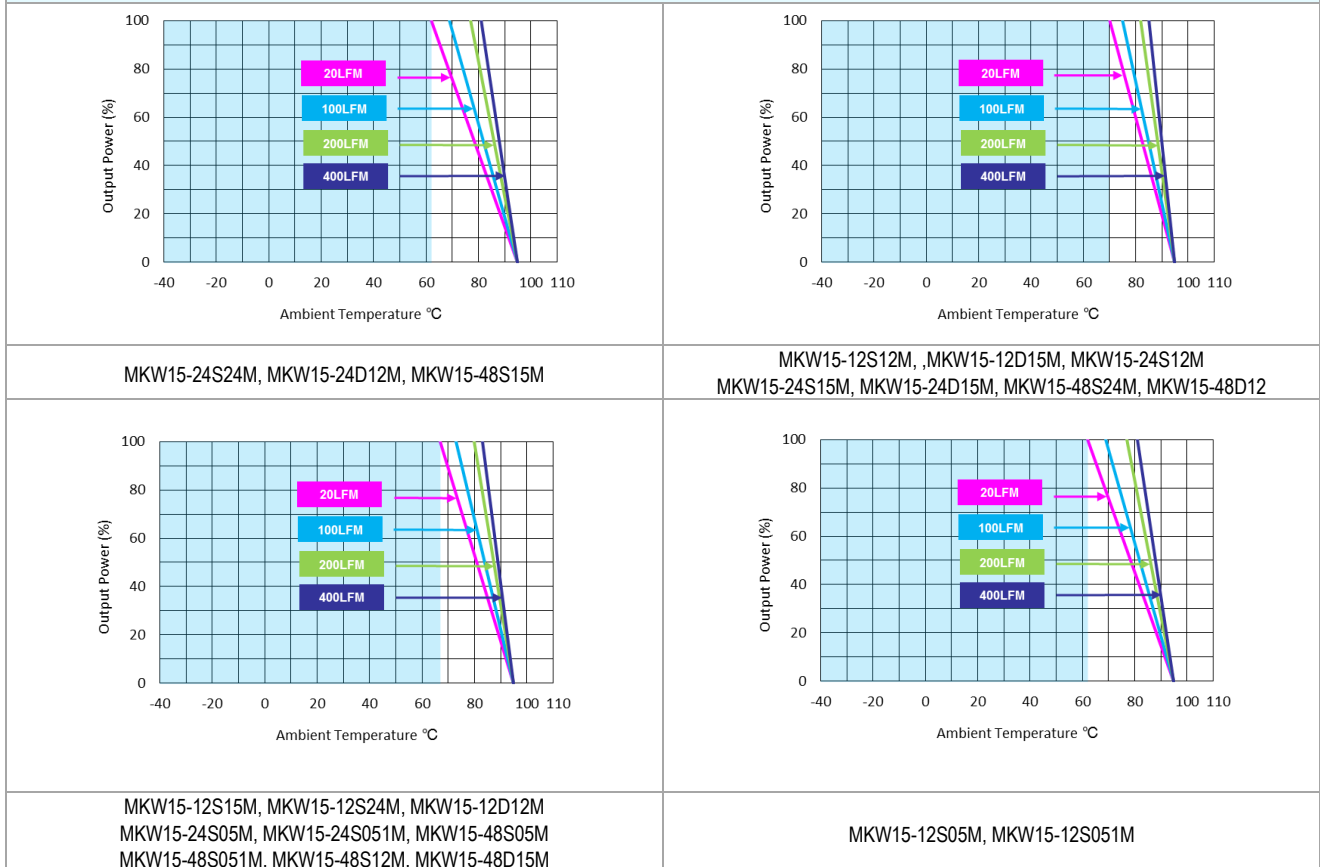 100
80
60
40
20
0
Output Power (%)
20LFM
100LFM
200LFM
400LFM
-40 -20 0 20 40 60 80 100 110
Ambient Temperature ℃
100
80
60
40
20
0
Output Power (%)
20LFM
100LFM
200LFM
400LFM
-40 -20 0 20 40 60 80 100 110
Ambient Temperature ℃
MKW15-24S24M, MKW15-24D12M, MKW15-48S15M
MKW15-12S12M, ,MKW15-12D15M, MKW15-24S12M
MKW15-24S15M, MKW15-24D15M, MKW15-48S24M, MKW15-48D12
100
80
60
40
20
0
Output Power (%)
20LFM
100LFM
200LFM
400LFM
-40 -20 0 20 40 60 80 100 110
Ambient Temperature ℃
100
80
60
40
20
0
Output Power (%)
20LFM
100LFM
200LFM
400LFM
-40 -20 0 20 40 60 80 100 110
Ambient Temperature ℃
MKW15-12S15M, MKW15-12S24M, MKW15-12D12M
MKW15-24S05M, MKW15-24S051M, MKW15-48S05M
MKW15-48S051M, MKW15-48S12M, MKW15-48D15M
MKW15-12S05M, MKW15-12S051M